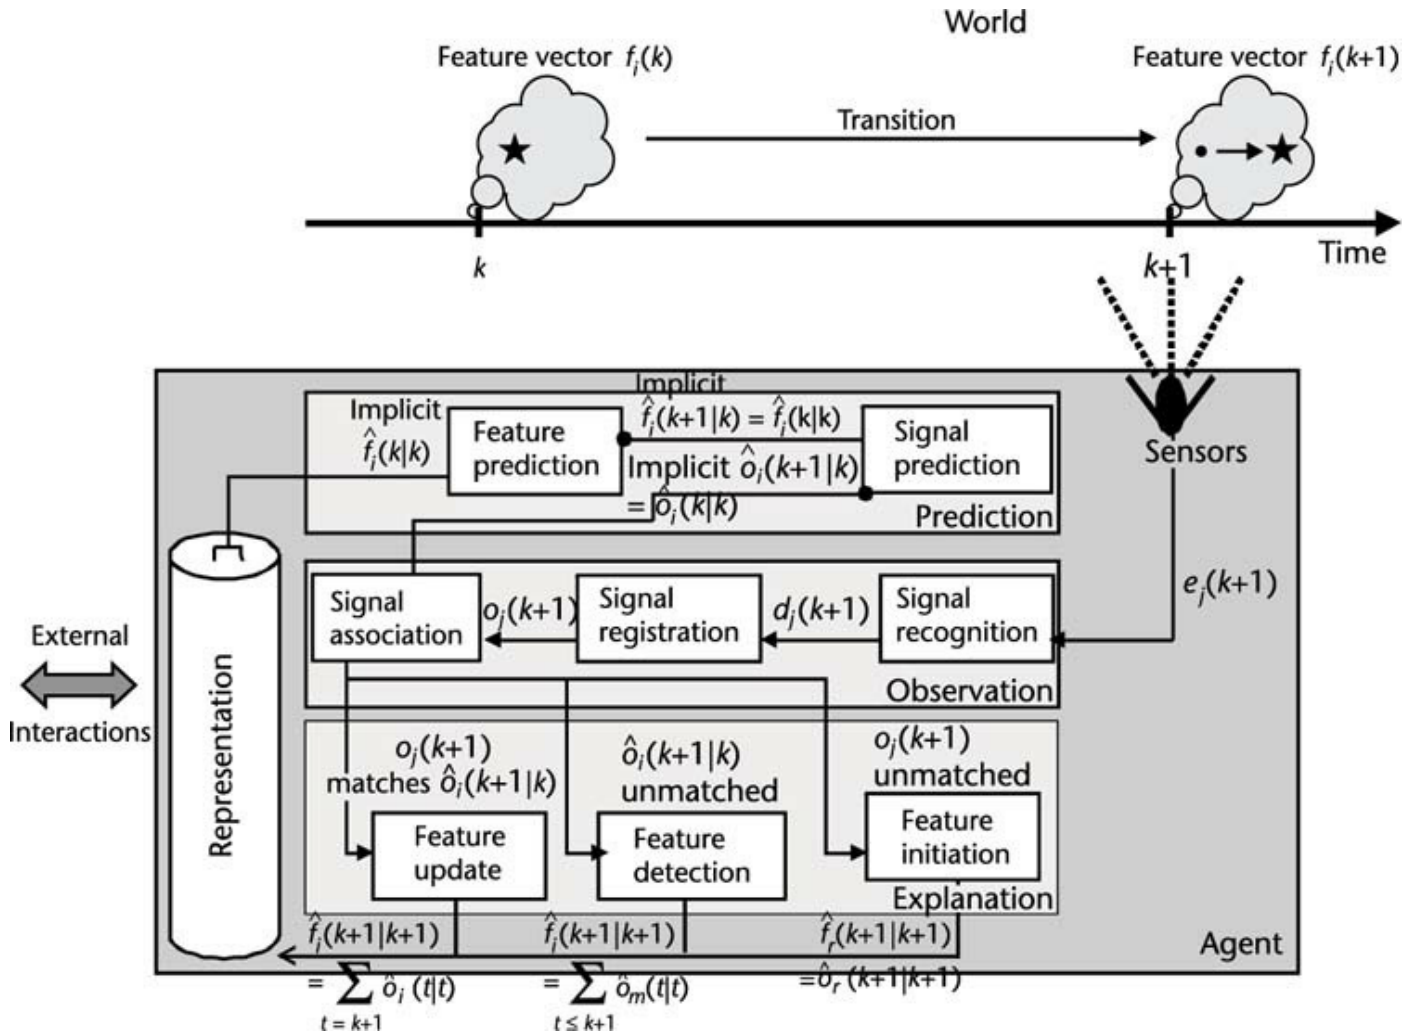 World
Feature vector f_i(k)
Feature vector f_i(k+1)
Transition
Time
k
k+1
Implicit
Implicit
f̂_i(k|k)
Feature
prediction
f̂_i(k+1|k) = f̂_i(k|k)
Implicit ô_i(k+1|k)
= ô_i(k|k)
Signal
prediction
Prediction
Sensors
e_j(k+1)
Signal
association
o_j(k+1)
Signal
registration
d_j(k+1)
Signal
recognition
Observation
External
Interactions
Representation
o_j(k+1)
matches ô_i(k+1|k)
ô_i(k+1|k)
unmatched
o_j(k+1)
unmatched
Feature
update
Feature
detection
Feature
initiation
Explanation
f̂_i(k+1|k+1)
= ∑ ô_i (t|t)
t = k+1
f̂_i(k+1|k+1)
= ∑ ô_m(t|t)
t ≤ k+1
f̂_r(k+1|k+1)
=ô_r (k+1|k+1)
Agent